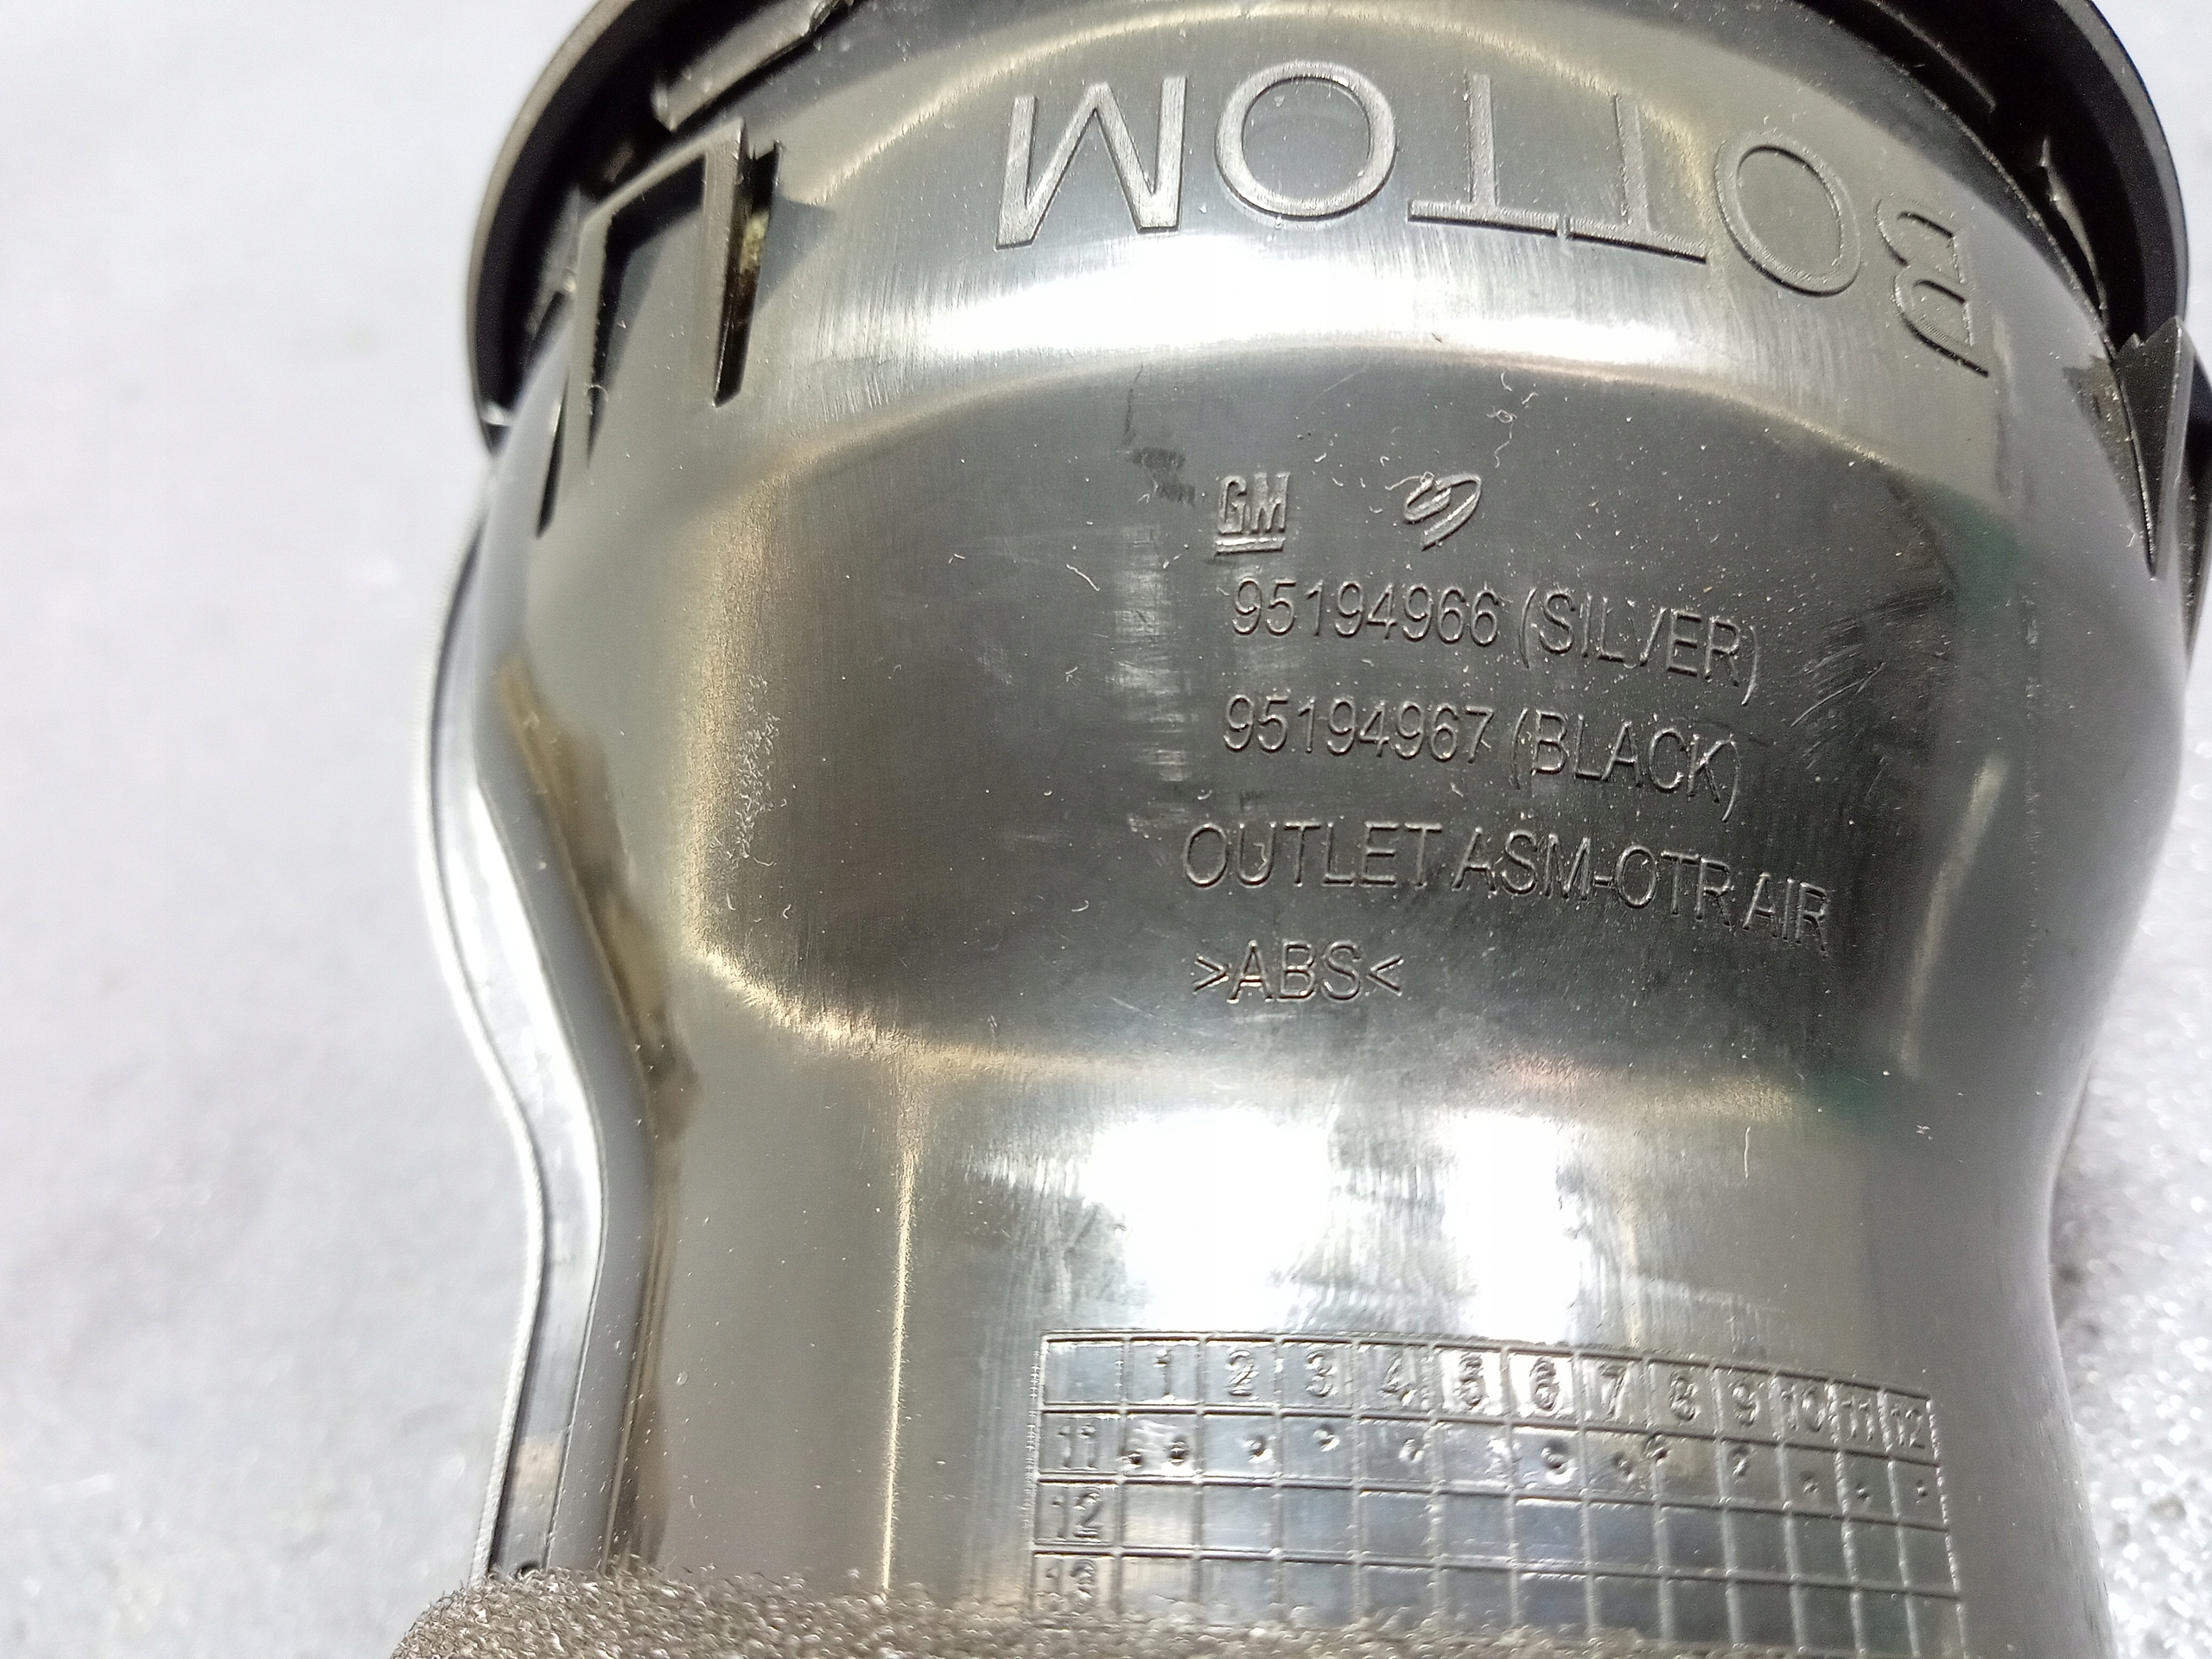 BOTTOM
GM
95194966 (SILVER)
95194967 (BLACK)
OUTLET ASM-OTR AIR
>ABS<
1 2 3 4 5 6 7 8 9 10 11 12
11
12
13